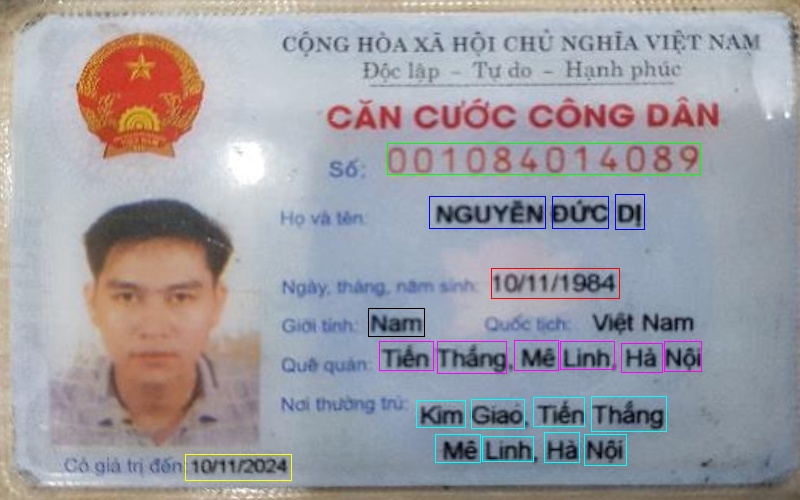 CỘNG HÒA XÃ HỘI CHỦ NGHĨA VIỆT NAM
Độc lập - Tự do - Hạnh phúc
CĂN CƯỚC CÔNG DÂN
Số: 001084014089
Họ và tên: NGUYỄN ĐỨC DỊ
Ngày, tháng, năm sinh: 10/11/1984
Giới tính: Nam Quốc tịch: Việt Nam
Quê quán: Tiến Thắng, Mê Linh, Hà Nội
Nơi thường trú: Kim Giao, Tiến Thắng
Mê Linh, Hà Nội
Có giá trị đến: 10/11/2024